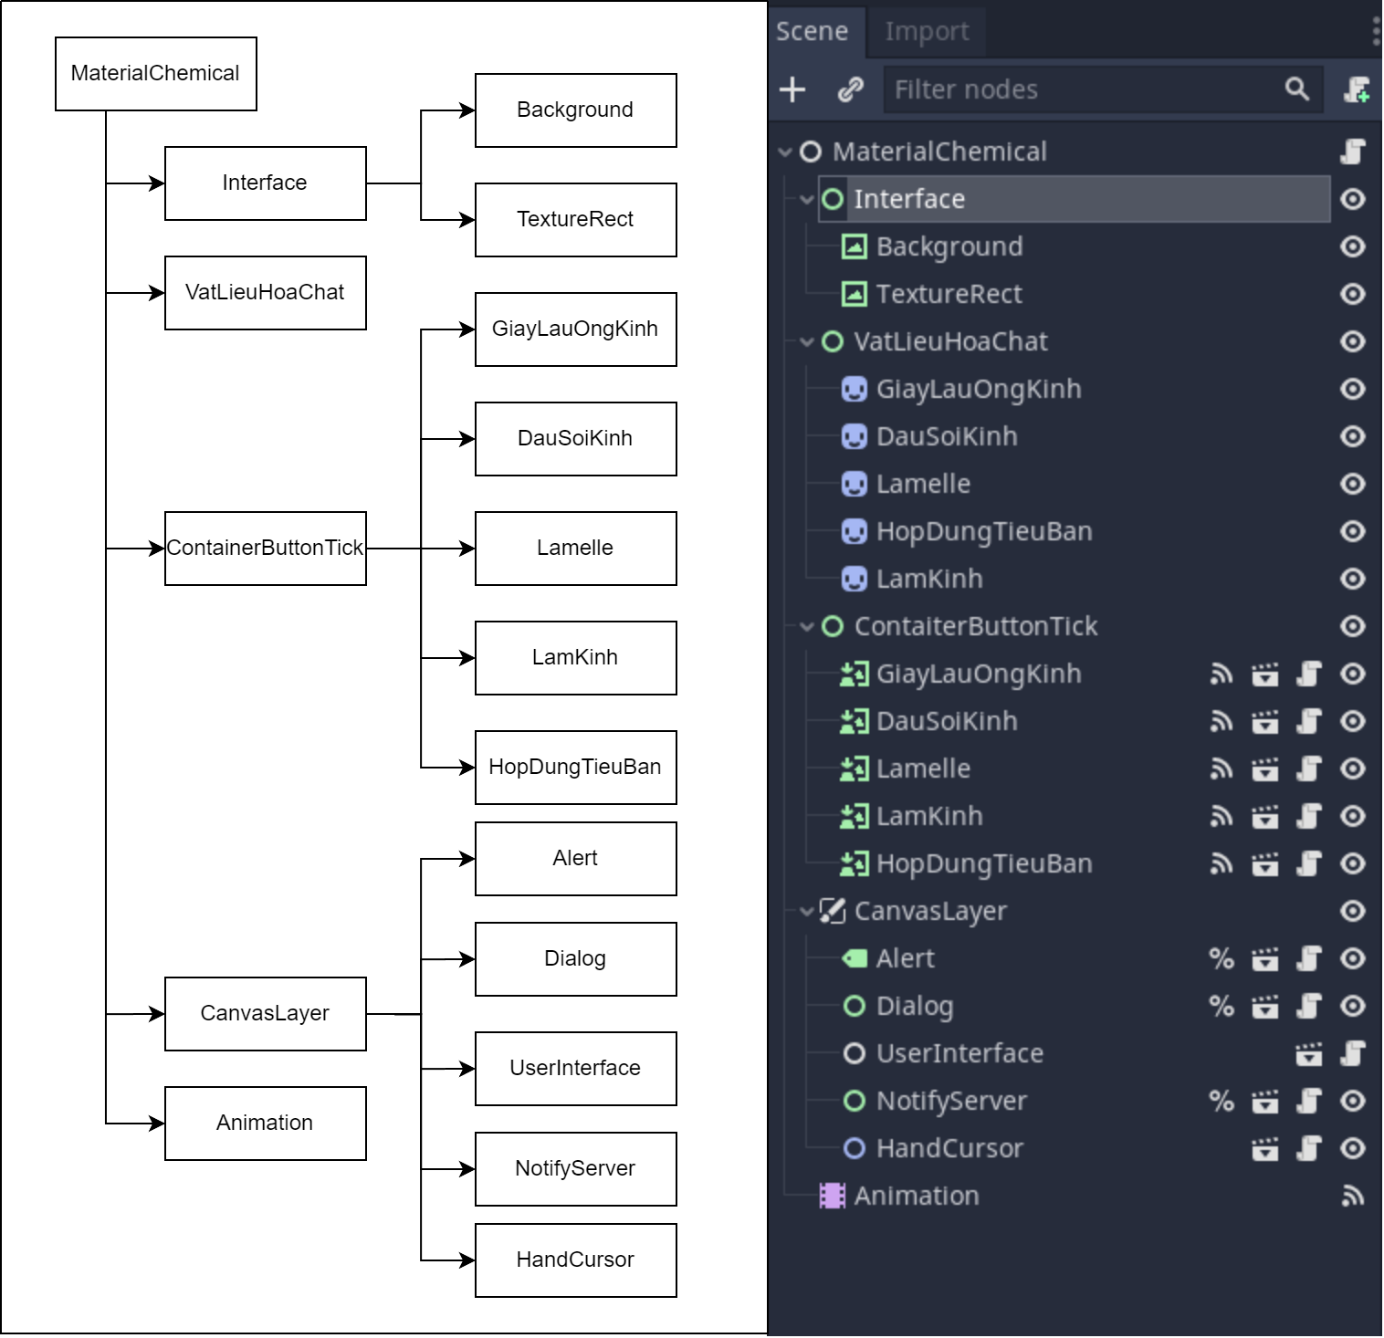 MaterialChemical
Interface
Background
TextureRect
VatLieuHoaChat
ContainerButtonTick
GiayLauOngKinh
DauSoiKinh
Lamelle
LamKinh
HopDungTieuBan
CanvasLayer
Alert
Dialog
UserInterface
NotifyServer
HandCursor
Animation
Scene Import
Filter nodes
MaterialChemical
Interface
Background
TextureRect
VatLieuHoaChat
GiayLauOngKinh
DauSoiKinh
Lamelle
HopDungTieuBan
LamKinh
ContaiterButtonTick
GiayLauOngKinh
DauSoiKinh
Lamelle
LamKinh
HopDungTieuBan
CanvasLayer
Alert %
Dialog %
UserInterface
NotifyServer %
HandCursor
Animation